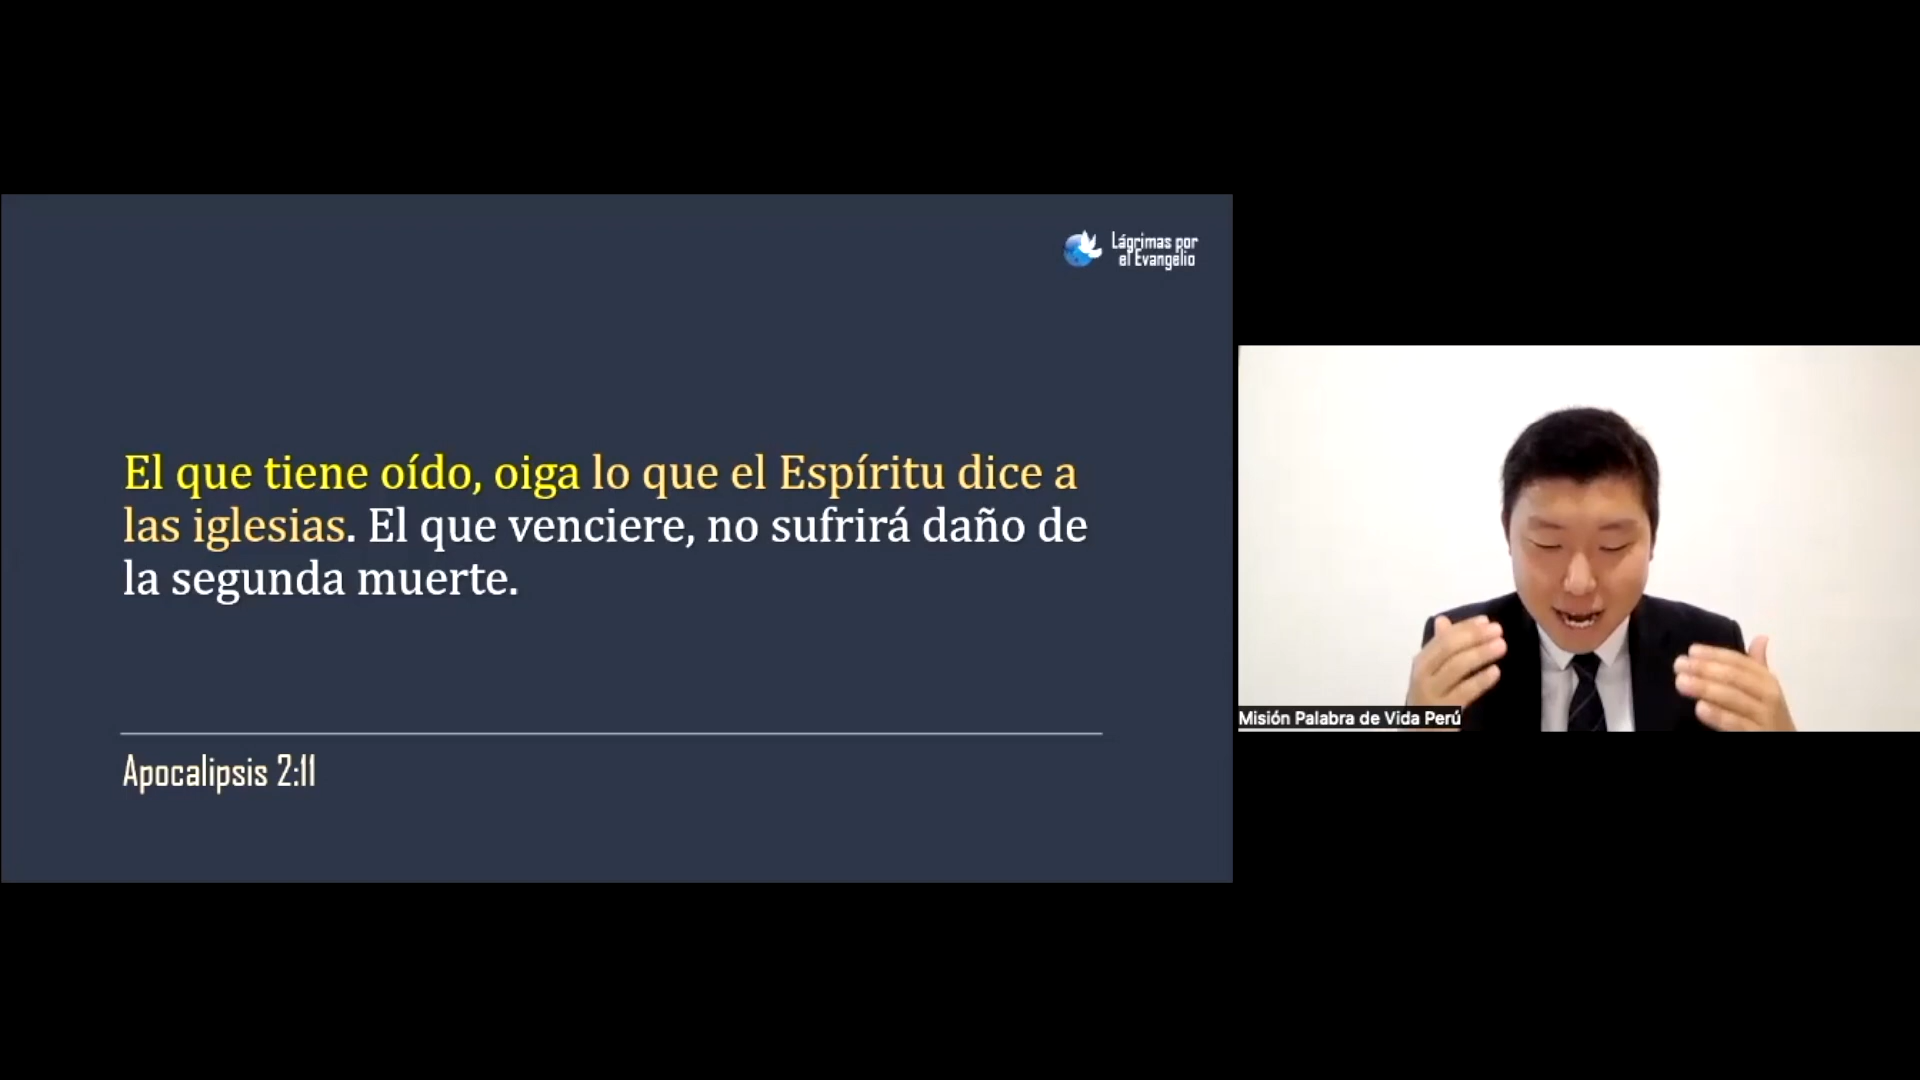 Lágrimas por
el Evangelio
El que tiene oído, oiga lo que el Espíritu dice a
las iglesias. El que venciere, no sufrirá daño de
la segunda muerte.
Apocalipsis 2:11
Misión Palabra de Vida Perú